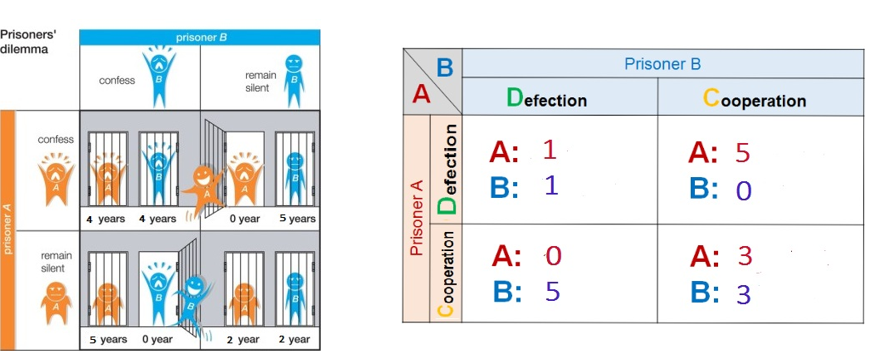 Prisoners'
dilemma
prisoner B
confess
B
remain
silent
B
prisoner A
confess
A
A
B
A
A
B
4 years
4 years
0 year
5 years
remain
silent
A
A
B
B
A
B
5 years
0 year
2 year
2 year
B
A
Prisoner B
Defection
Cooperation
Prisoner A
Defection
A: 1
B: 1
A: 5
B: 0
Cooperation
A: 0
B: 5
A: 3
B: 3